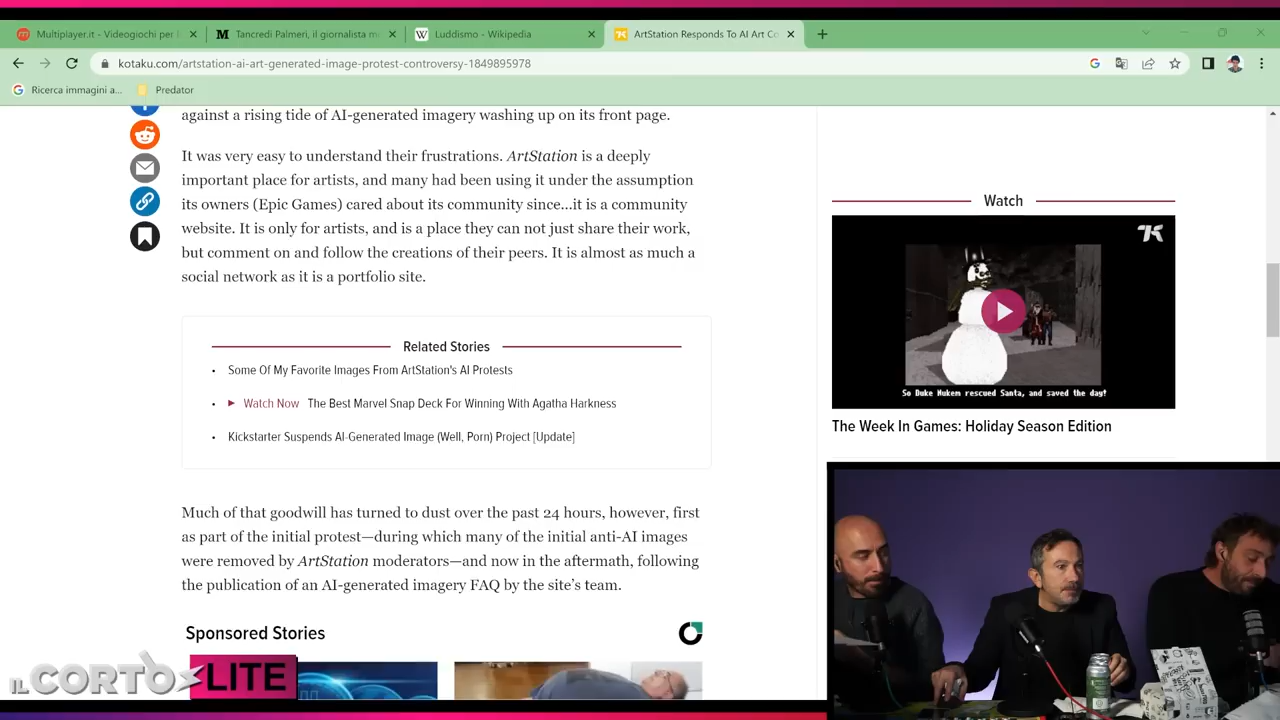 Multiplayer.it - Videogiochi per
Tancredi Palmeri, il giornalista m
Luddismo - Wikipedia
ArtStation Responds To AI Art Co
kotaku.com/artstation-ai-art-generated-image-protest-controversy-1849895978
Ricerca immagini a...
Predator
against a rising tide of AI-generated imagery washing up on its front page.
It was very easy to understand their frustrations. ArtStation is a deeply
important place for artists, and many had been using it under the assumption
its owners (Epic Games) cared about its community since...it is a community
website. It is only for artists, and is a place they can not just share their work,
but comment on and follow the creations of their peers. It is almost as much a
social network as it is a portfolio site.
Related Stories
• Some Of My Favorite Images From ArtStation's AI Protests
• Watch Now The Best Marvel Snap Deck For Winning With Agatha Harkness
• Kickstarter Suspends AI-Generated Image (Well, Porn) Project [Update]
Much of that goodwill has turned to dust over the past 24 hours, however, first
as part of the initial protest—during which many of the initial anti-AI images
were removed by ArtStation moderators—and now in the aftermath, following
the publication of an AI-generated imagery FAQ by the site's team.
Sponsored Stories
Watch
So Duke Nukem rescued Santa, and saved the day!
The Week In Games: Holiday Season Edition
IL CORTOLITE